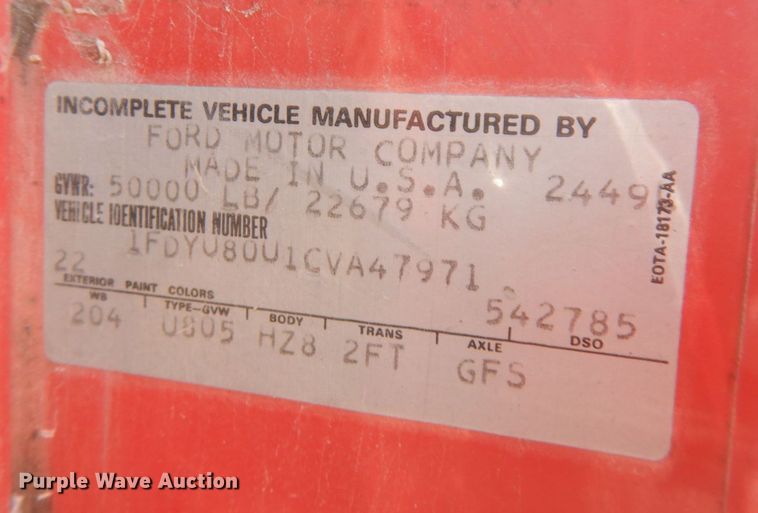 INCOMPLETE VEHICLE MANUFACTURED BY
FORD MOTOR COMPANY
MADE IN U.S.A.
GVWR: 50000 LB/ 22679 KG 2449
VEHICLE IDENTIFICATION NUMBER
1FDYU80U1CVA47971
22
EXTERIOR PAINT COLORS 542785
WB TYPE-GVW BODY TRANS AXLE DSO
204 U805 HZ8 2FT GFS
EOTA-18173-AA
Purple Wave Auction